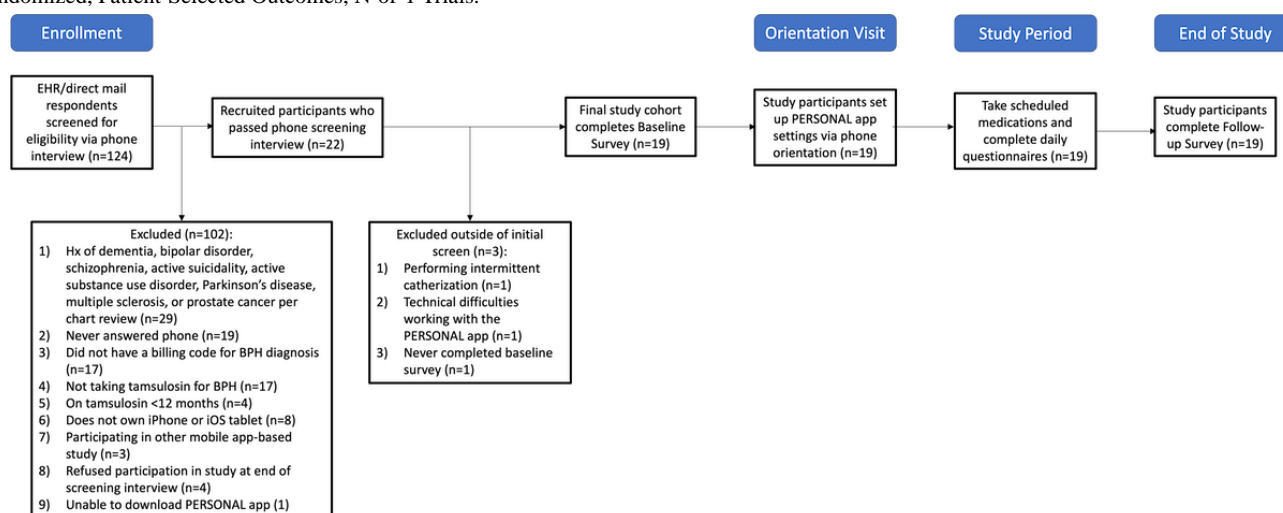 ndomized, Patient-Selected Outcomes, N-of-1 Trials.
Enrollment
Orientation Visit
Study Period
End of Study
EHR/direct mail
respondents
screened for
eligibility via phone
interview (n=124)
Recruited participants who
passed phone screening
interview (n=22)
Final study cohort
completes Baseline
Survey (n=19)
Study participants set
up PERSONAL app
settings via phone
orientation (n=19)
Take scheduled
medications and
complete daily
questionnaires (n=19)
Study participants
complete Follow-
up Survey (n=19)
Excluded (n=102):
1) Hx of dementia, bipolar disorder,
schizophrenia, active suicidality, active
substance use disorder, Parkinson's disease,
multiple sclerosis, or prostate cancer per
chart review (n=29)
2) Never answered phone (n=19)
3) Did not have a billing code for BPH diagnosis
(n=17)
4) Not taking tamsulosin for BPH (n=17)
5) On tamsulosin <12 months (n=4)
6) Does not own iPhone or iOS tablet (n=8)
7) Participating in other mobile app-based
study (n=3)
8) Refused participation in study at end of
screening interview (n=4)
9) Unable to download PERSONAL app (1)
Excluded outside of initial
screen (n=3):
1) Performing intermittent
catherization (n=1)
2) Technical difficulties
working with the
PERSONAL app (n=1)
3) Never completed baseline
survey (n=1)